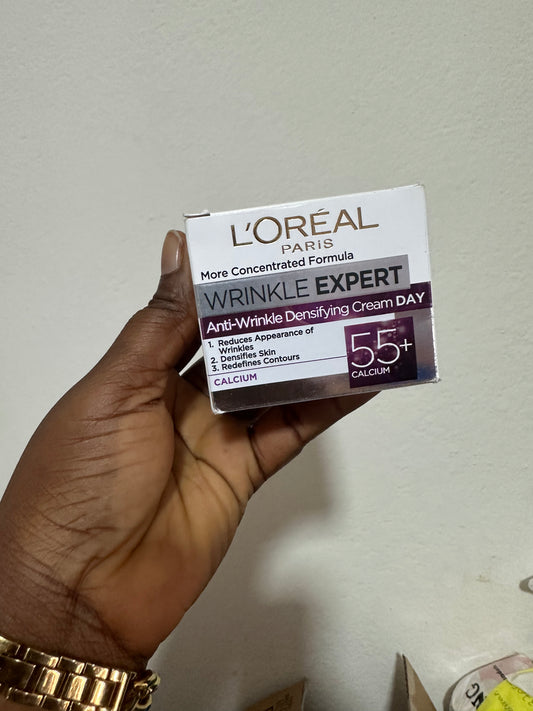 L'ORÉAL
PARIS
More Concentrated Formula
WRINKLE EXPERT
Anti-Wrinkle Densifying Cream DAY
1. Reduces Appearance of
Wrinkles
2. Densifies Skin
3. Redefines Contours
CALCIUM
55+
CALCIUM